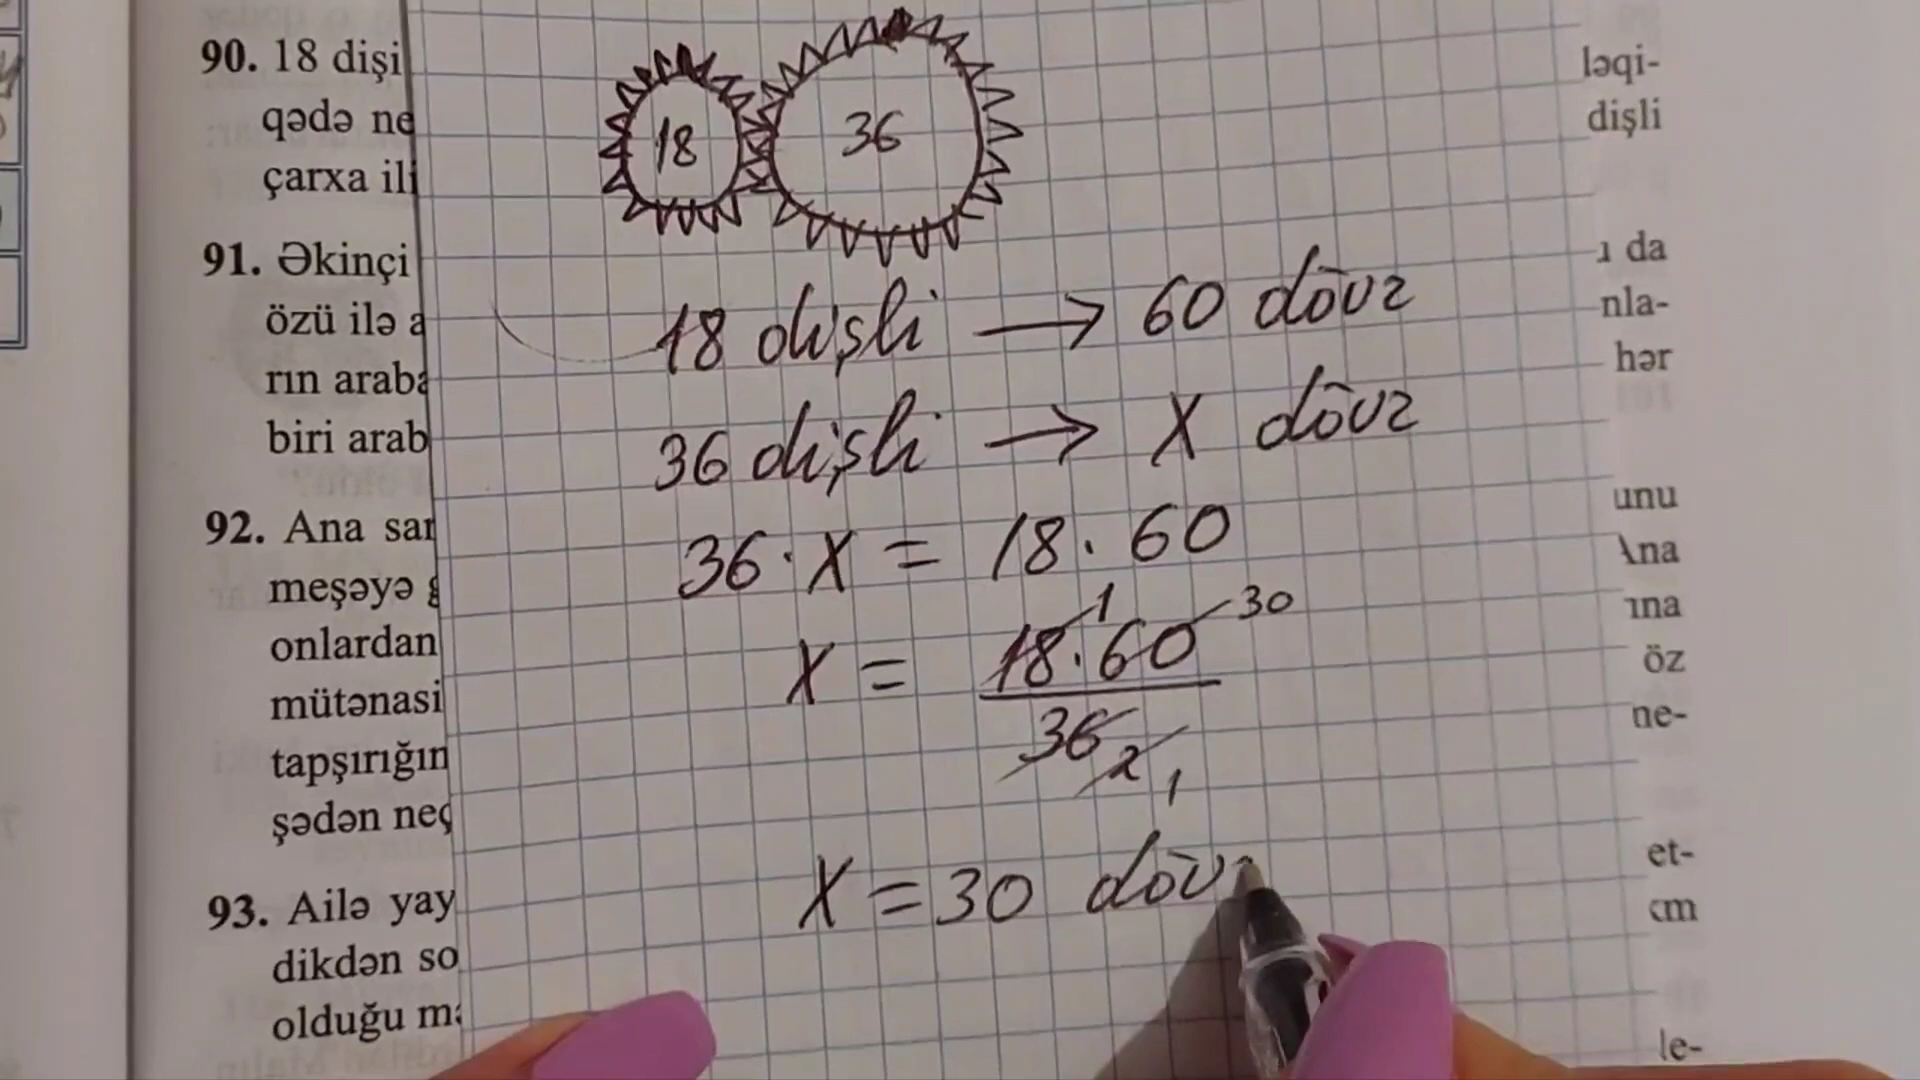 90. 18 dişi
qədə ne
çarxa ili
91. Əkinçi
özü ilə a
rın araba
biri arab
92. Ana sar
meşəyə g
onlardan
mütənasi
tapşırığın
şədən neç
93. Ailə yay
dikdən so
olduğu ma
18 36
18 dişli → 60 dövr
36 dişli → X dövr
36 · X = 18 · 60
1 30
X = 18 · 60
36 2 1
X = 30 döv
ləqi-
dişli
ı da
nla-
hər
unu
Ana
ına
öz
ne-
et-
cm
le-